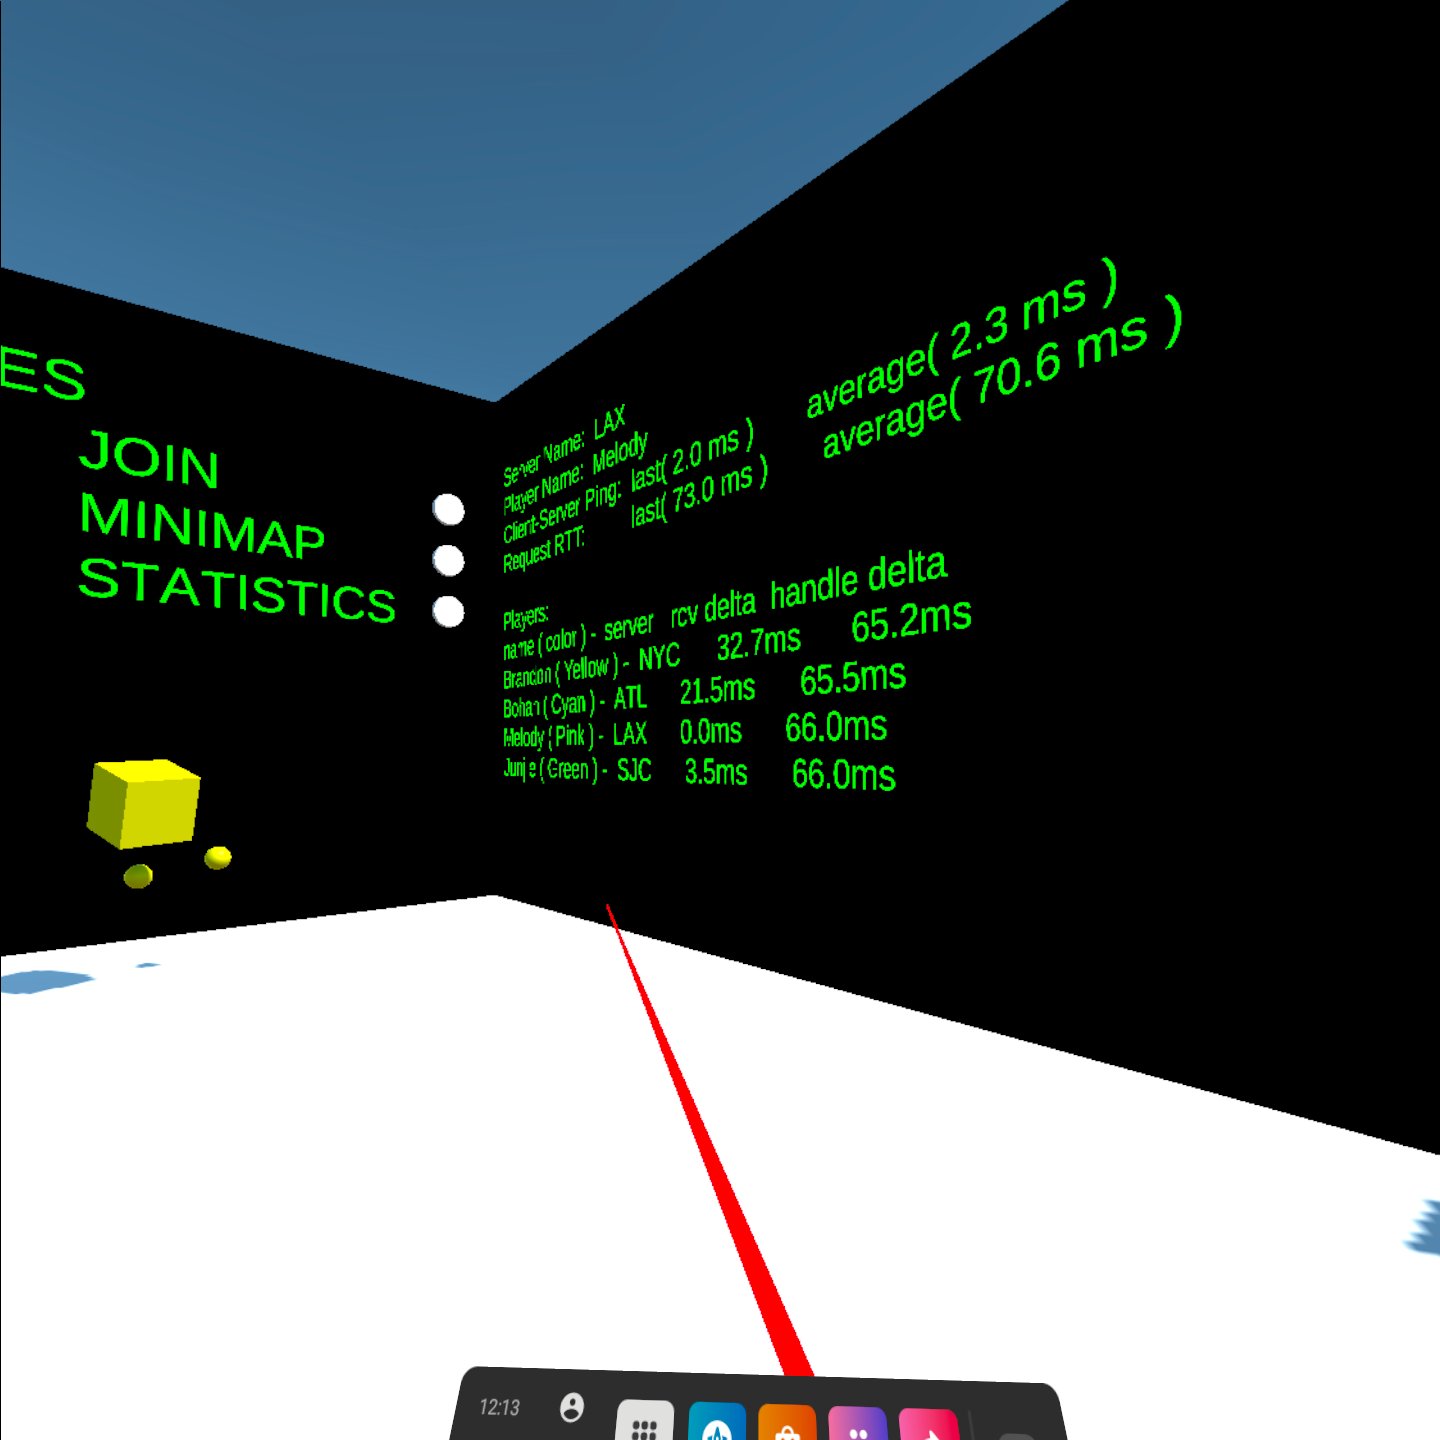 ES
JOIN
MINIMAP
STATISTICS
Server Name: LAX
Player Name: Melody
Client-Server Ping: last( 2.0 ms ) average( 2.3 ms )
Request RTT: last( 73.0 ms ) average( 70.6 ms )
Players:
name ( color ) - server rcv delta handle delta
Brandon ( Yellow ) - NYC 32.7ms 65.2ms
Bohan ( Cyan ) - ATL 21.5ms 65.5ms
Melody ( Pink ) - LAX 0.0ms 66.0ms
Junjie ( Green ) - SJC 3.5ms 66.0ms
12:13